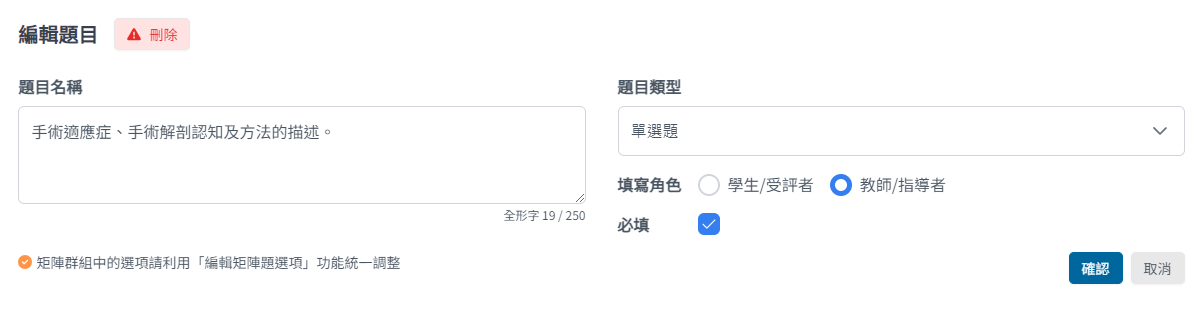 編輯題目
刪除
題目名稱
手術適應症、手術解剖認知及方法的描述。
全形字 19 / 250
題目類型
單選題
填寫角色 學生/受評者 教師/指導者
必填
矩陣群組中的選項請利用「編輯矩陣題選項」功能統一調整
確認 取消